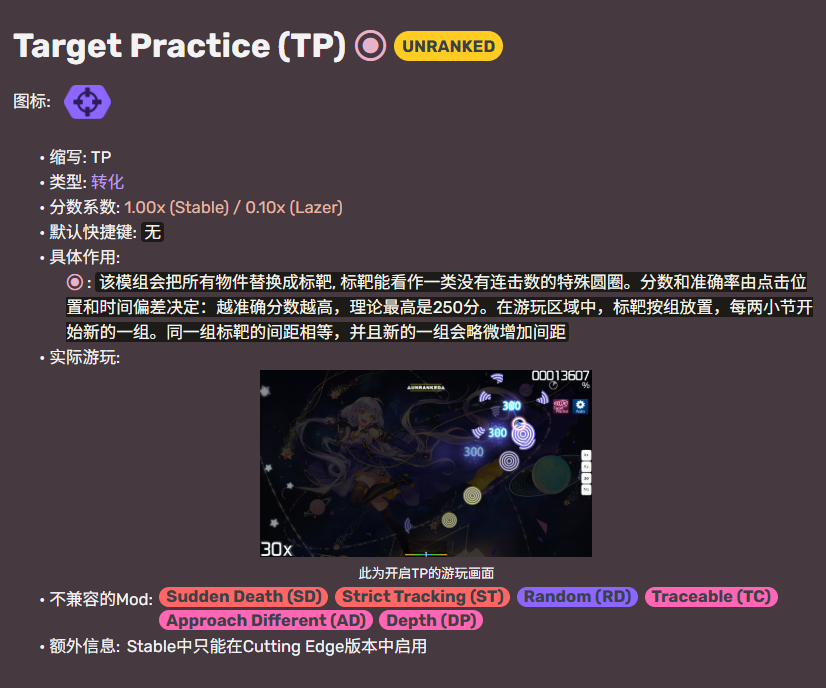 Target Practice (TP) UNRANKED
图标:
• 缩写: TP
• 类型: 转化
• 分数系数: 1.00x (Stable) / 0.10x (Lazer)
• 默认快捷键: 无
• 具体作用:
: 该模组会把所有物件替换成标靶, 标靶能看作一类没有连击数的特殊圆圈。分数和准确率由点击位
置和时间偏差决定：越准确分数越高，理论最高是250分。在游玩区域中，标靶按组放置，每两小节开
始新的一组。同一组标靶的间距相等，并且新的一组会略微增加间距
• 实际游玩:
00013607
%
UNRANKED
300
300
300
30x
此为开启TP的游玩画面
• 不兼容的Mod: Sudden Death (SD) Strict Tracking (ST) Random (RD) Traceable (TC)
Approach Different (AD) Depth (DP)
• 额外信息: Stable中只能在Cutting Edge版本中启用